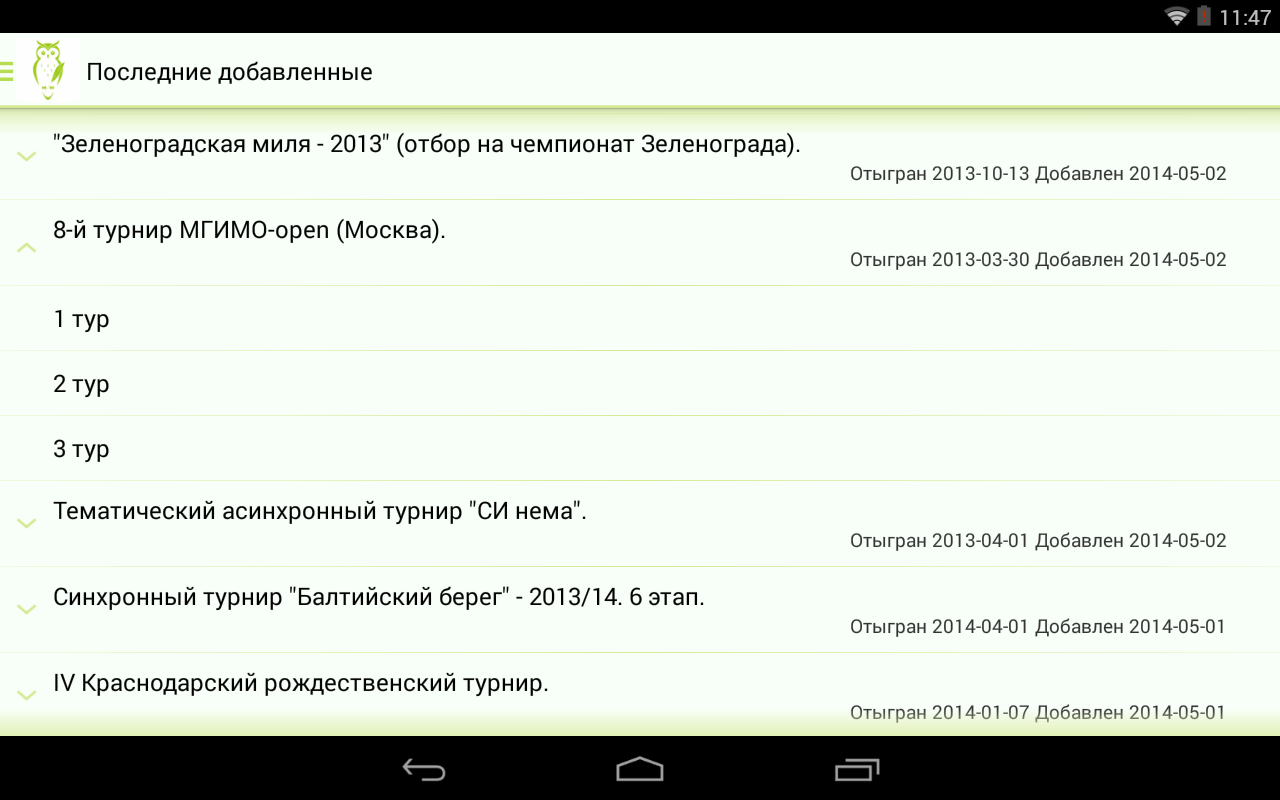 11:47
Последние добавленные
"Зеленоградская миля - 2013" (отбор на чемпионат Зеленограда).
Отыгран 2013-10-13 Добавлен 2014-05-02
8-й турнир МГИМО-open (Москва).
Отыгран 2013-03-30 Добавлен 2014-05-02
1 тур
2 тур
3 тур
Тематический асинхронный турнир "СИ нема".
Отыгран 2013-04-01 Добавлен 2014-05-02
Синхронный турнир "Балтийский берег" - 2013/14. 6 этап.
Отыгран 2014-04-01 Добавлен 2014-05-01
IV Краснодарский рождественский турнир.
Отыгран 2014-01-07 Добавлен 2014-05-01